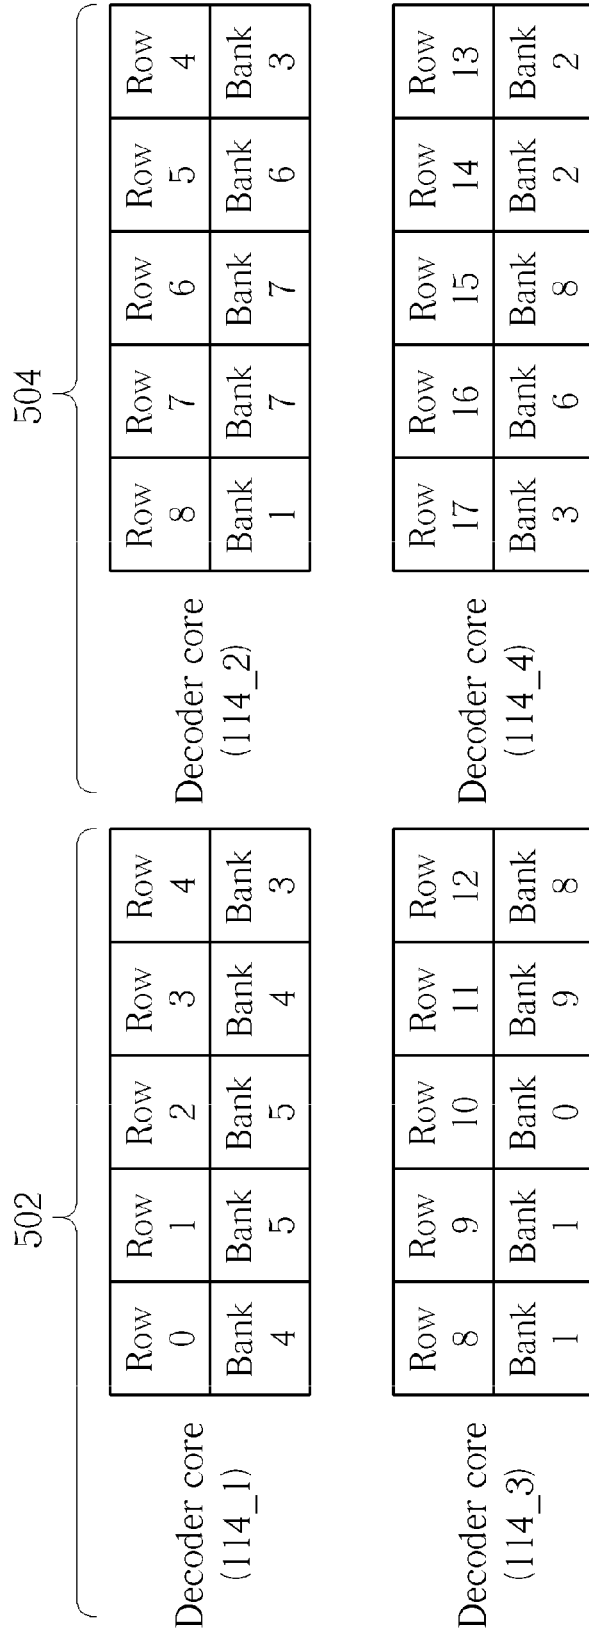 502
Decoder core
(114_1)
Row 0 Row 1 Row 2 Row 3 Row 4
Bank 4 Bank 5 Bank 5 Bank 4 Bank 3
Decoder core
(114_3)
Row 8 Row 9 Row 10 Row 11 Row 12
Bank 1 Bank 1 Bank 0 Bank 9 Bank 8
504
Decoder core
(114_2)
Row 8 Row 7 Row 6 Row 5 Row 4
Bank 1 Bank 7 Bank 7 Bank 6 Bank 3
Decoder core
(114_4)
Row 17 Row 16 Row 15 Row 14 Row 13
Bank 3 Bank 6 Bank 8 Bank 2 Bank 2